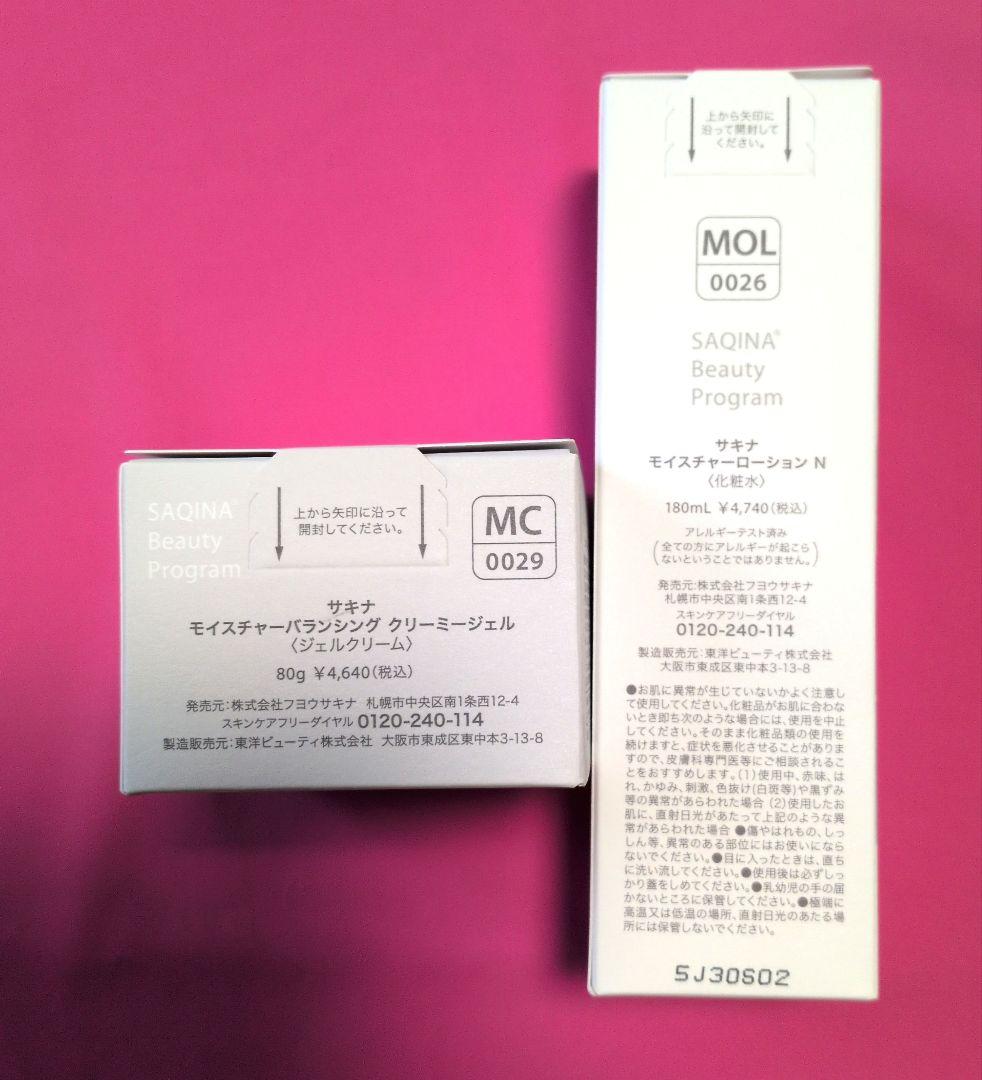 SAQINA®
Beauty
Program
上から矢印に沿って
開封してください。
MC
0029
サキナ
モイスチャーバランシング クリーミージェル
〈ジェルクリーム〉
80g ¥4,640(税込)
発売元:株式会社フヨウサキナ 札幌市中央区南1条西12-4
スキンケアフリーダイヤル 0120-240-114
製造販売元:東洋ビューティ株式会社 大阪市東成区東中本3-13-8
上から矢印に
沿って開封して
ください。
MOL
0026
SAQINA®
Beauty
Program
サキナ
モイスチャーローション N
〈化粧水〉
180mL ¥4,740(税込)
アレルギーテスト済み
(全ての方にアレルギーが起こら
ないということではありません。)
発売元:株式会社フヨウサキナ
札幌市中央区南1条西12-4
スキンケアフリーダイヤル
0120-240-114
製造販売元:東洋ビューティ株式会社
大阪市東成区東中本3-13-8
●お肌に異常が生じていないかよく注意し
て使用してください。化粧品がお肌に合わな
いとき即ち次のような場合には、使用を中止
してください。そのまま化粧品類の使用を
続けますと、症状を悪化させることがありま
すので、皮膚科専門医等にご相談されるこ
とをおすすめします。(1)使用中、赤味、は
れ、かゆみ、刺激、色抜け(白斑等)や黒ずみ
等の異常があらわれた場合 (2)使用したお
肌に、直射日光があたって上記のような異
常があらわれた場合 ●傷やはれもの、しっ
しん等、異常のある部位にはお使いになら
ないでください。●目に入ったときは、直ち
に洗い流してください。●使用後は必ずしっ
かり蓋をしめてください。●乳幼児の手の届
かないところに保管してください。●極端に
高温又は低温の場所、直射日光のあたる場
所には保管しないでください。
5J30S02